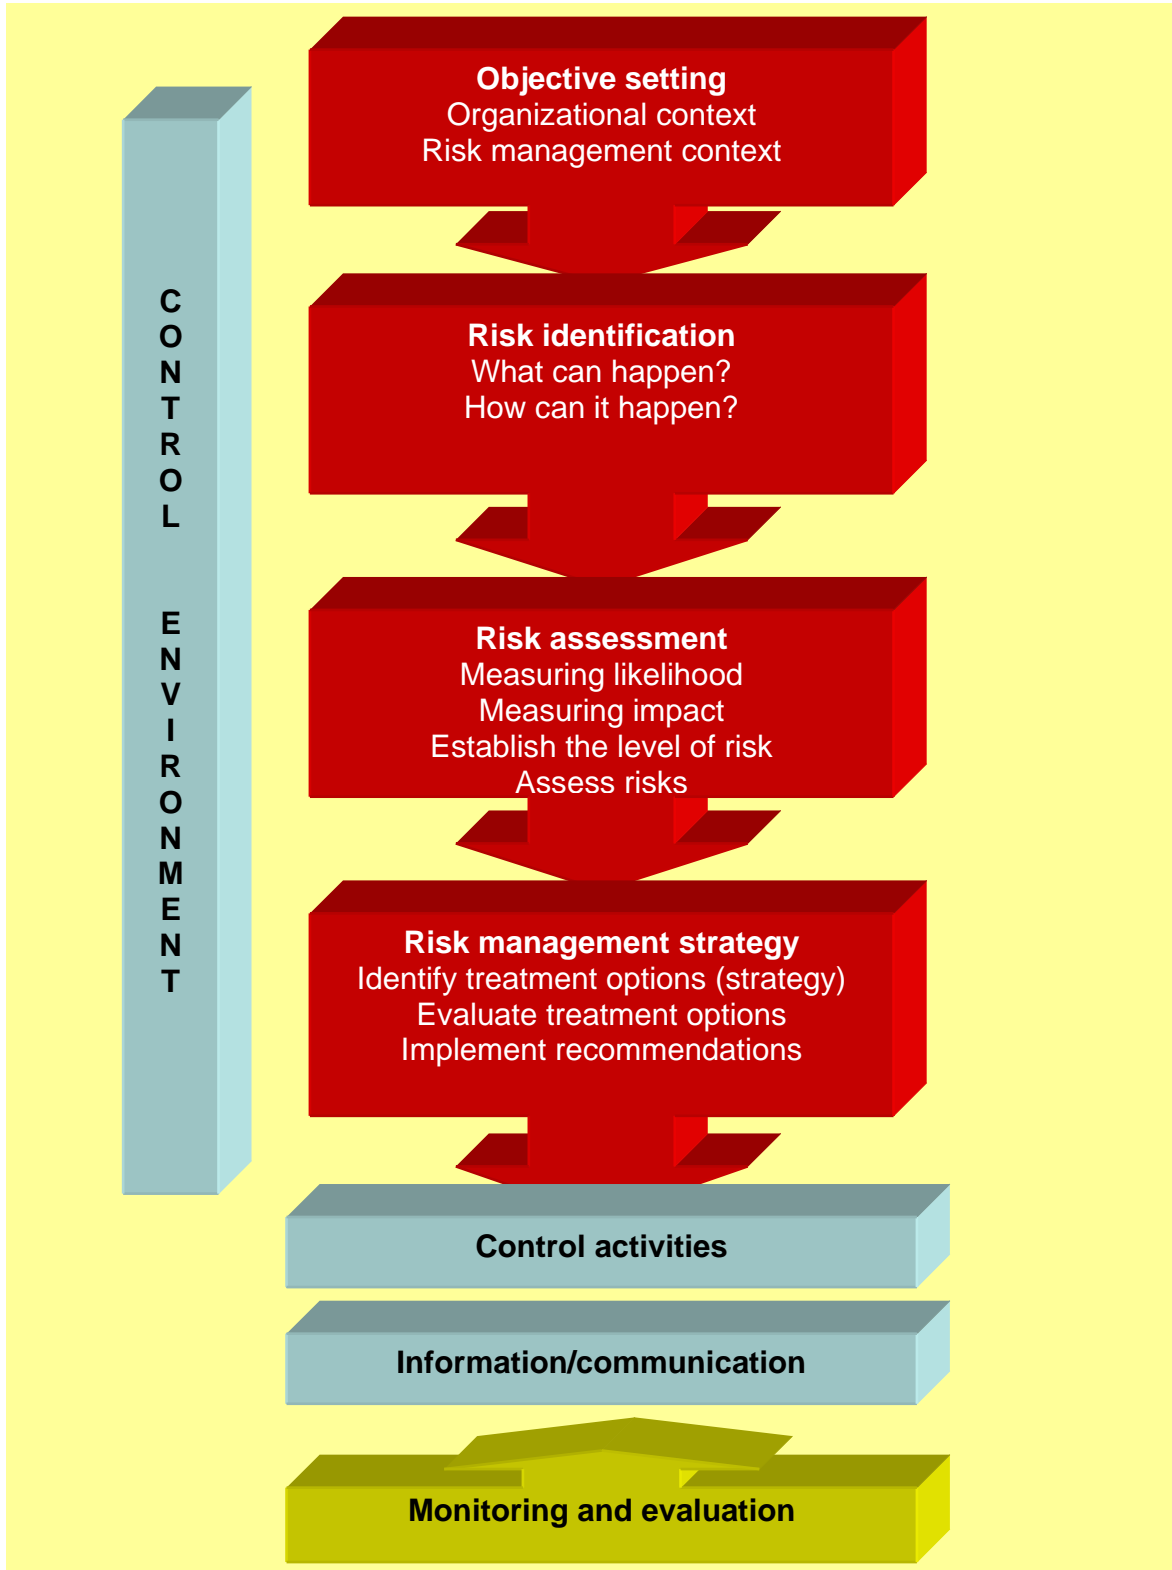 Objective setting
Organizational context
Risk management context
CONTROL ENVIRONMENT
Risk identification
What can happen?
How can it happen?
Risk assessment
Measuring likelihood
Measuring impact
Establish the level of risk
Assess risks
Risk management strategy
Identify treatment options (strategy)
Evaluate treatment options
Implement recommendations
Control activities
Information/communication
Monitoring and evaluation